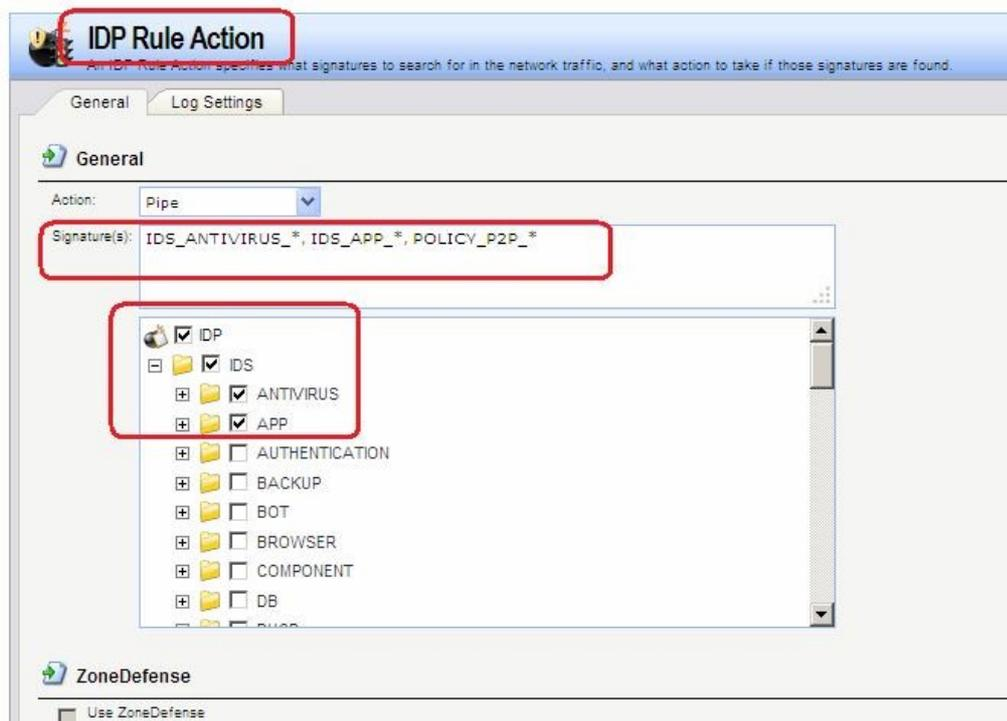 IDP Rule Action
An IDP Rule Action specifies what signatures to search for in the network traffic, and what action to take if those signatures are found.
General
Log Settings
General
Action:
Pipe
Signature(s):
IDS_ANTIVIRUS_*, IDS_APP_*, POLICY_P2P_*
IDP
IDS
ANTIVIRUS
APP
AUTHENTICATION
BACKUP
BOT
BROWSER
COMPONENT
DB
ZoneDefense
Use ZoneDefense